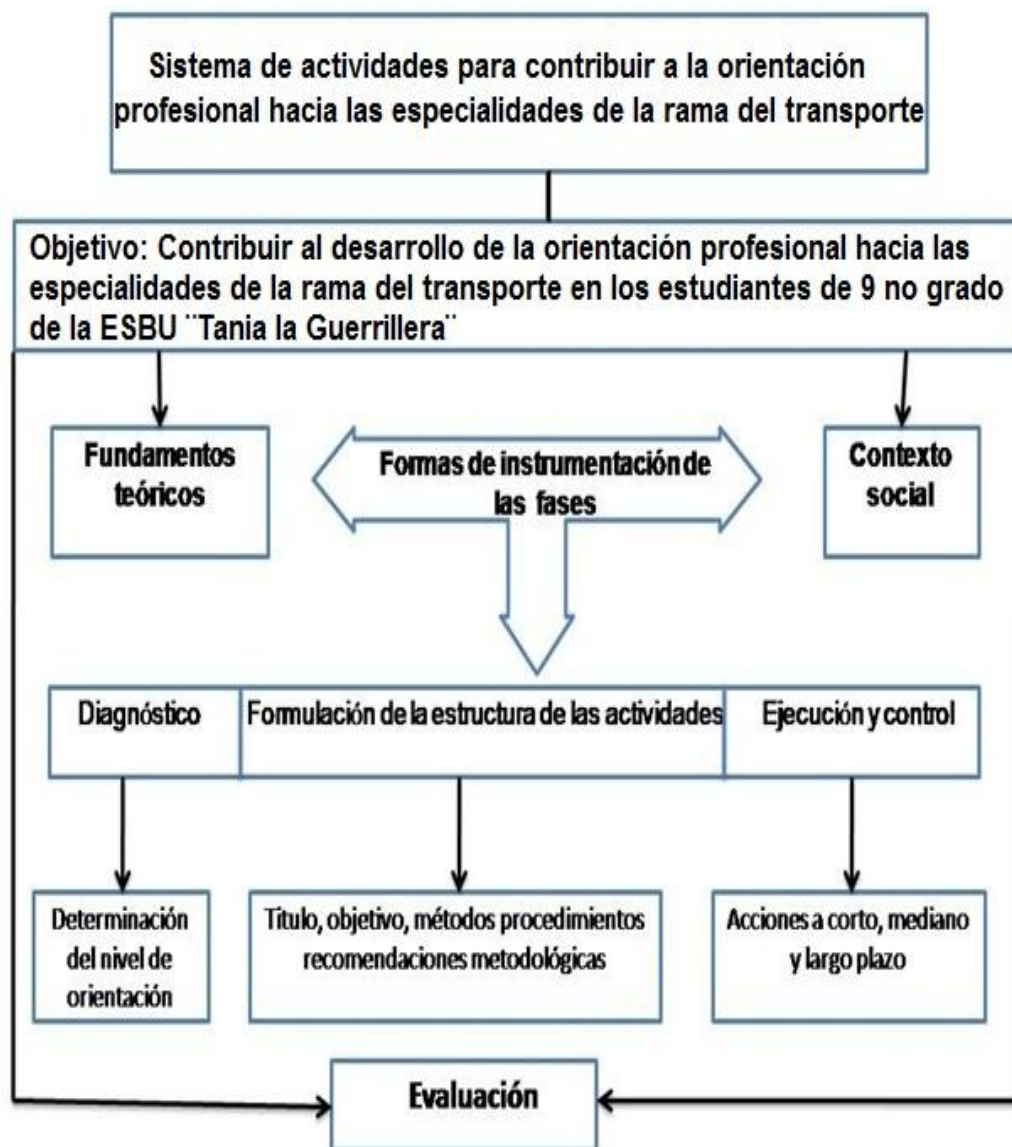 Sistema de actividades para contribuir a la orientación
profesional hacia las especialidades de la rama del transporte
Objetivo: Contribuir al desarrollo de la orientación profesional hacia las
especialidades de la rama del transporte en los estudiantes de 9 no grado
de la ESBU ¨Tania la Guerrillera¨
Fundamentos
teóricos
Formas de instrumentación de
las fases
Contexto
social
Diagnóstico
Formulación de la estructura de las actividades
Ejecución y control
Determinación
del nivel de
orientación
Titulo, objetivo, métodos procedimientos
recomendaciones metodológicas
Acciones a corto, mediano
y largo plazo
Evaluación